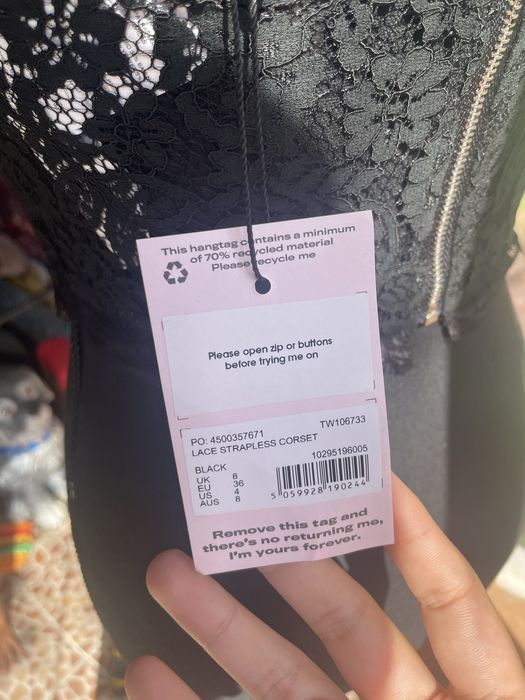 This hangtag contains a minimum
of 70% recycled material
Please recycle me
Please open zip or buttons
before trying me on
PO: 4500357671 TW106733
LACE STRAPLESS CORSET
BLACK 10295196005
UK 8
EU 36
US 4
AUS 8
5 059928 190244
Remove this tag and
there's no returning me,
I'm yours forever.